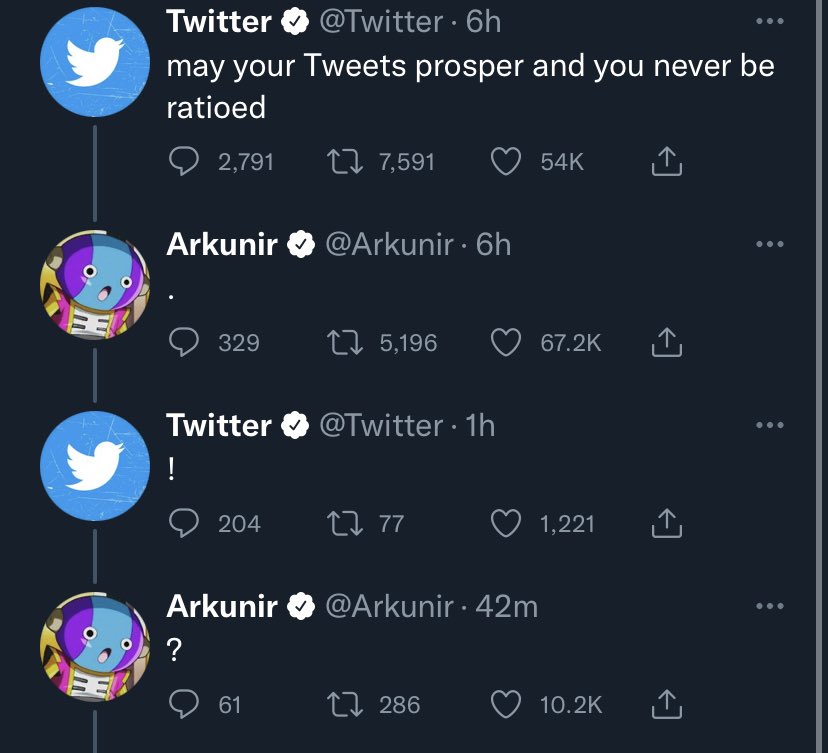 Twitter @Twitter · 6h
may your Tweets prosper and you never be
ratioed
2,791 7,591 54K
Arkunir @Arkunir · 6h
.
329 5,196 67.2K
Twitter @Twitter · 1h
!
204 77 1,221
Arkunir @Arkunir · 42m
?
61 286 10.2K